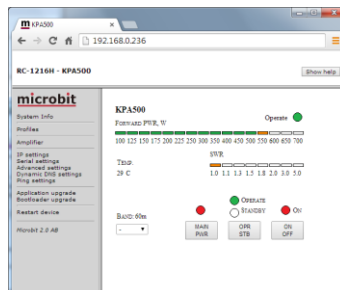 KPA500
192.168.0.236
RC-1216H - KPA500
Show help
microbit
System Info
Profiles
Amplifier
IP settings
Serial settings
Advanced settings
Dynamic DNS settings
Ping settings
Application upgrade
Bootloader upgrade
Restart device
Microbit 2.0 AB
KPA500
Operate
FORWARD PWR, W
100 125 150 175 200 225 250 300 350 400 450 500 550 600 700
TEMP.
SWR
29 C
1.0 1.1 1.3 1.5 1.8 2.3 3.0 5.0
OPERATE
STANDBY
ON
BAND: 60m
-
MAIN
PWR
OPR
STB
ON
OFF